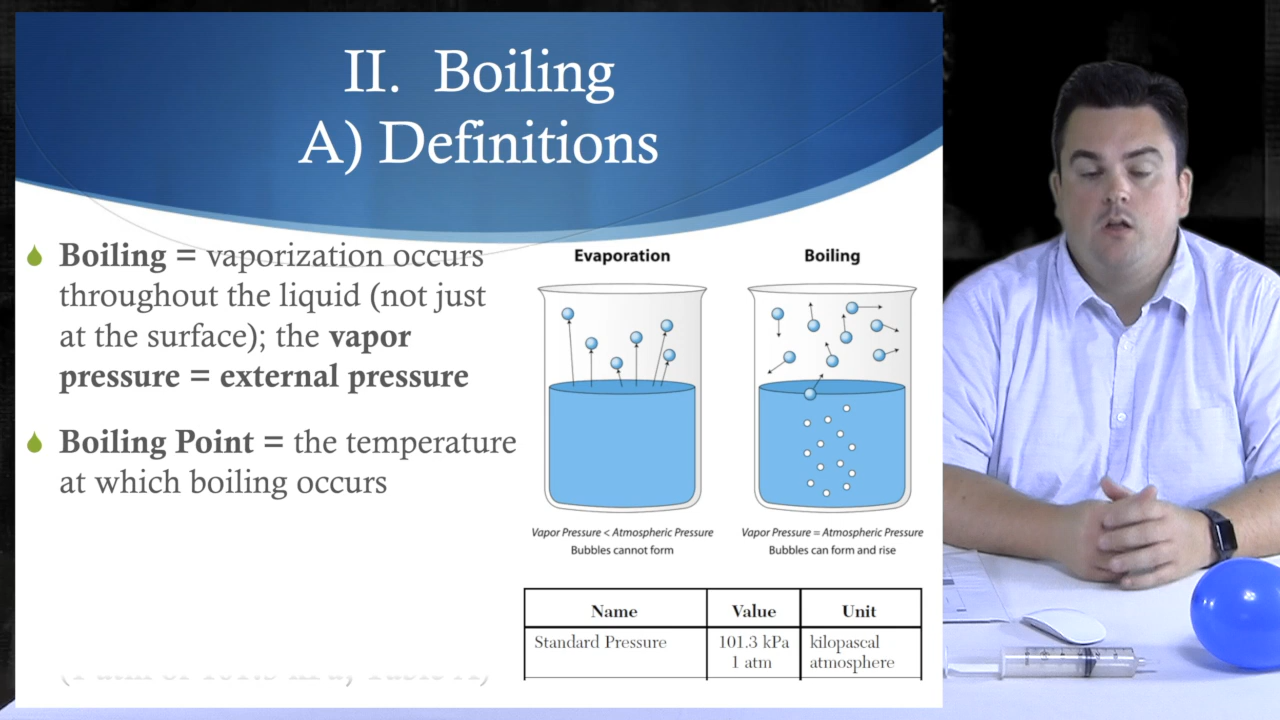 II. Boiling
A) Definitions
Boiling = vaporization occurs
throughout the liquid (not just
at the surface); the vapor
pressure = external pressure
Boiling Point = the temperature
at which boiling occurs
Evaporation
Boiling
Vapor Pressure < Atmospheric Pressure
Bubbles cannot form
Vapor Pressure = Atmospheric Pressure
Bubbles can form and rise
Name Value Unit
Standard Pressure 101.3 kPa kilopascal
1 atm atmosphere